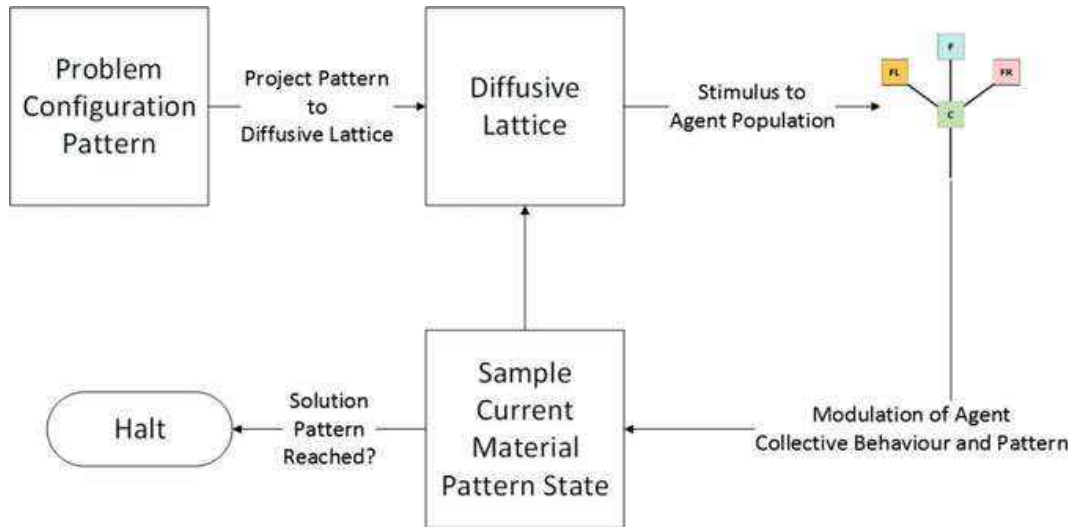 Problem
Configuration
Pattern
Project Pattern
to
Diffusive Lattice
Diffusive
Lattice
Stimulus to
Agent Population
F
FL
FR
C
Halt
Solution
Pattern
Reached?
Sample
Current
Material
Pattern State
Modulation of Agent
Collective Behaviour and Pattern